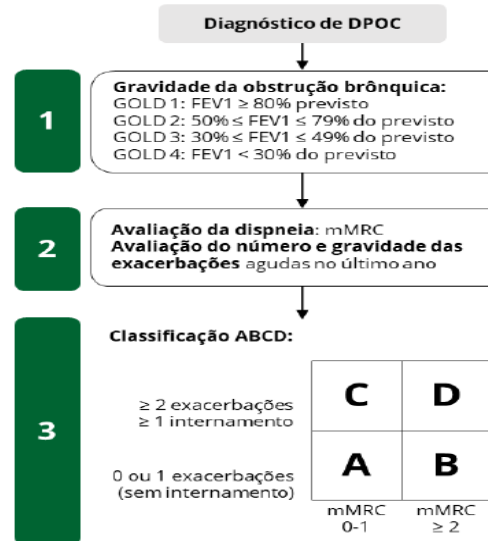 Diagnóstico de DPOC
1
Gravidade da obstrução brônquica:
GOLD 1: FEV1 ≥ 80% previsto
GOLD 2: 50% ≤ FEV1 ≤ 79% do previsto
GOLD 3: 30% ≤ FEV1 ≤ 49% do previsto
GOLD 4: FEV1 < 30% do previsto
2
Avaliação da dispneia: mMRC
Avaliação do número e gravidade das
exacerbações agudas no último ano
3
Classificação ABCD:
≥ 2 exacerbações
≥ 1 internamento
C D
0 ou 1 exacerbações
(sem internamento)
A B
mMRC
0-1
mMRC
≥ 2